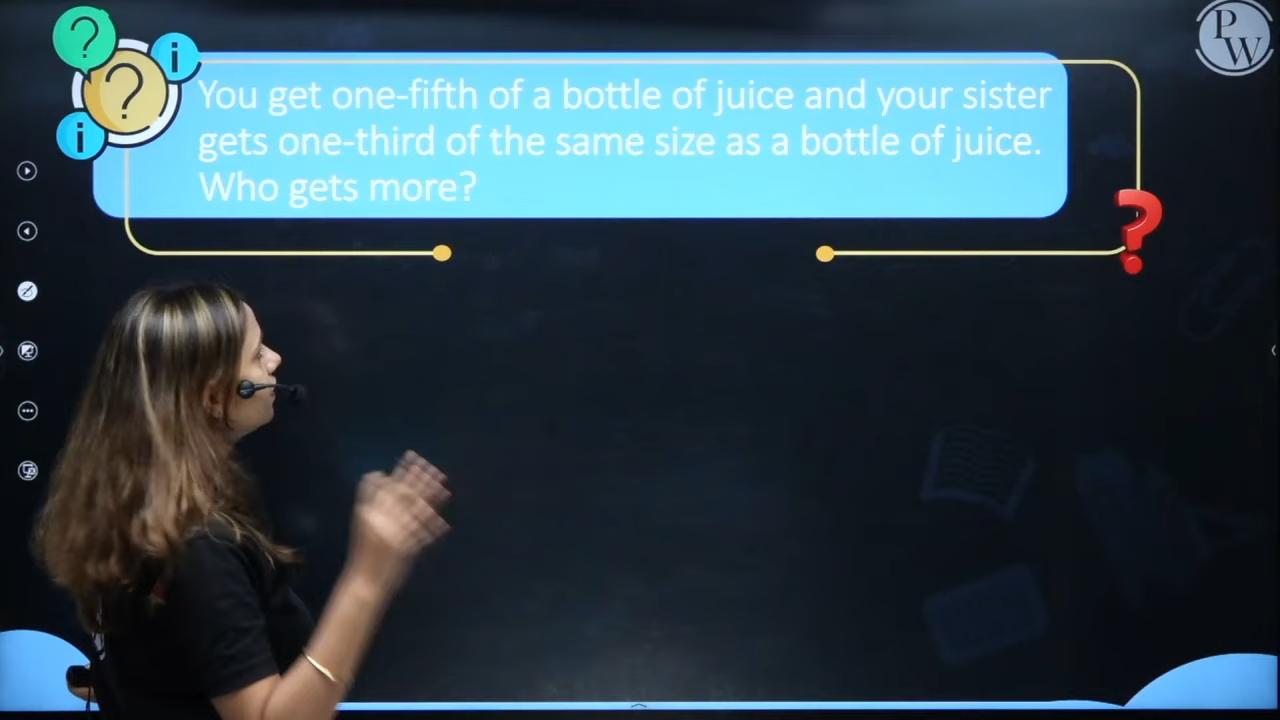 PW
You get one-fifth of a bottle of juice and your sister
gets one-third of the same size as a bottle of juice.
Who gets more?